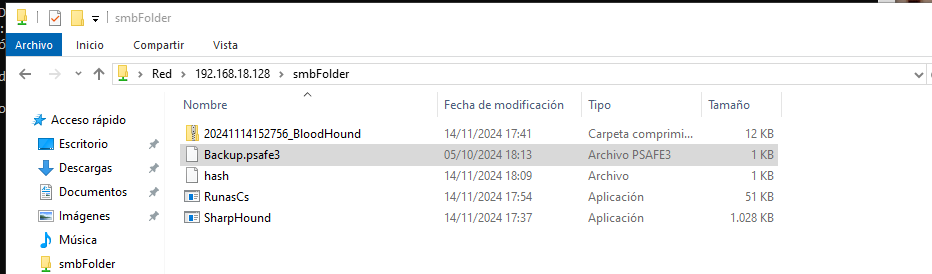 smbFolder
Archivo Inicio Compartir Vista
Red 192.168.18.128 smbFolder
Nombre Fecha de modificación Tipo Tamaño
Acceso rápido
Escritorio
Descargas
Documentos
Imágenes
Música
smbFolder
20241114152756_BloodHound 14/11/2024 17:41 Carpeta comprimi... 12 KB
Backup.psafe3 05/10/2024 18:13 Archivo PSAFE3 1 KB
hash 14/11/2024 18:09 Archivo 1 KB
RunasCs 14/11/2024 17:54 Aplicación 51 KB
SharpHound 14/11/2024 17:37 Aplicación 1.028 KB